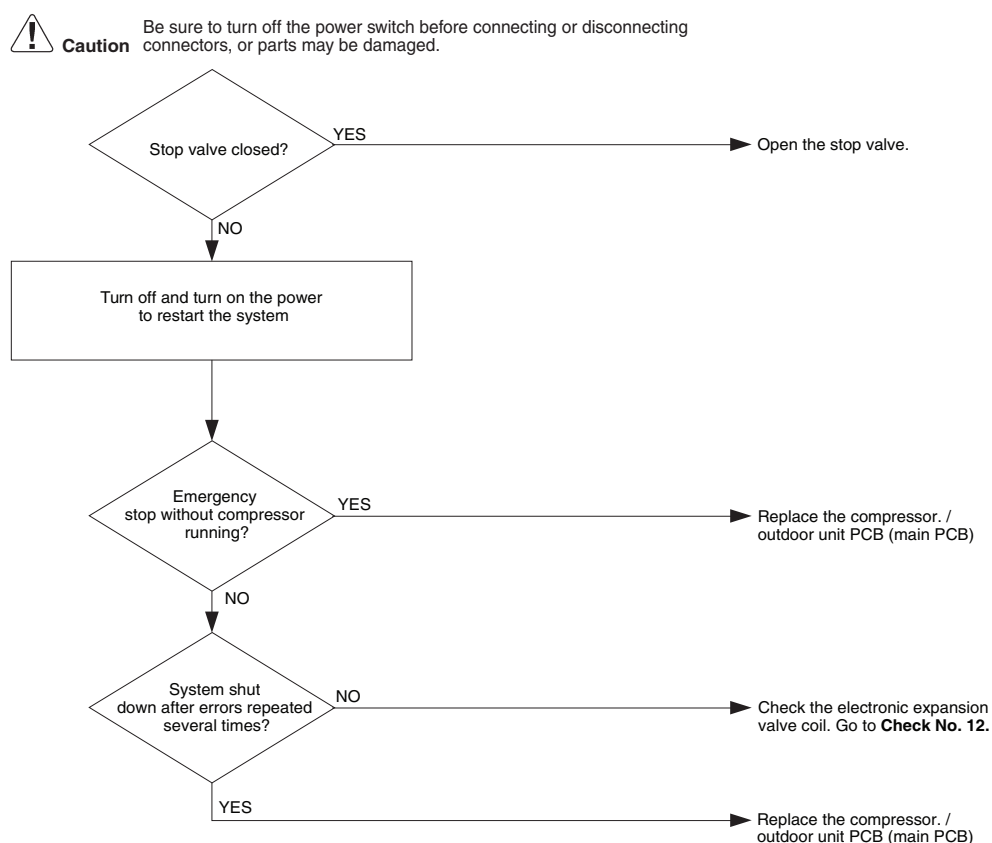 Be sure to turn off the power switch before connecting or disconnecting
Caution connectors, or parts may be damaged.
Stop valve closed?
YES
Open the stop valve.
NO
Turn off and turn on the power
to restart the system
Emergency
stop without compressor
running?
YES
Replace the compressor. /
outdoor unit PCB (main PCB)
NO
System shut
down after errors repeated
several times?
NO
Check the electronic expansion
valve coil. Go to Check No. 12.
YES
Replace the compressor. /
outdoor unit PCB (main PCB)